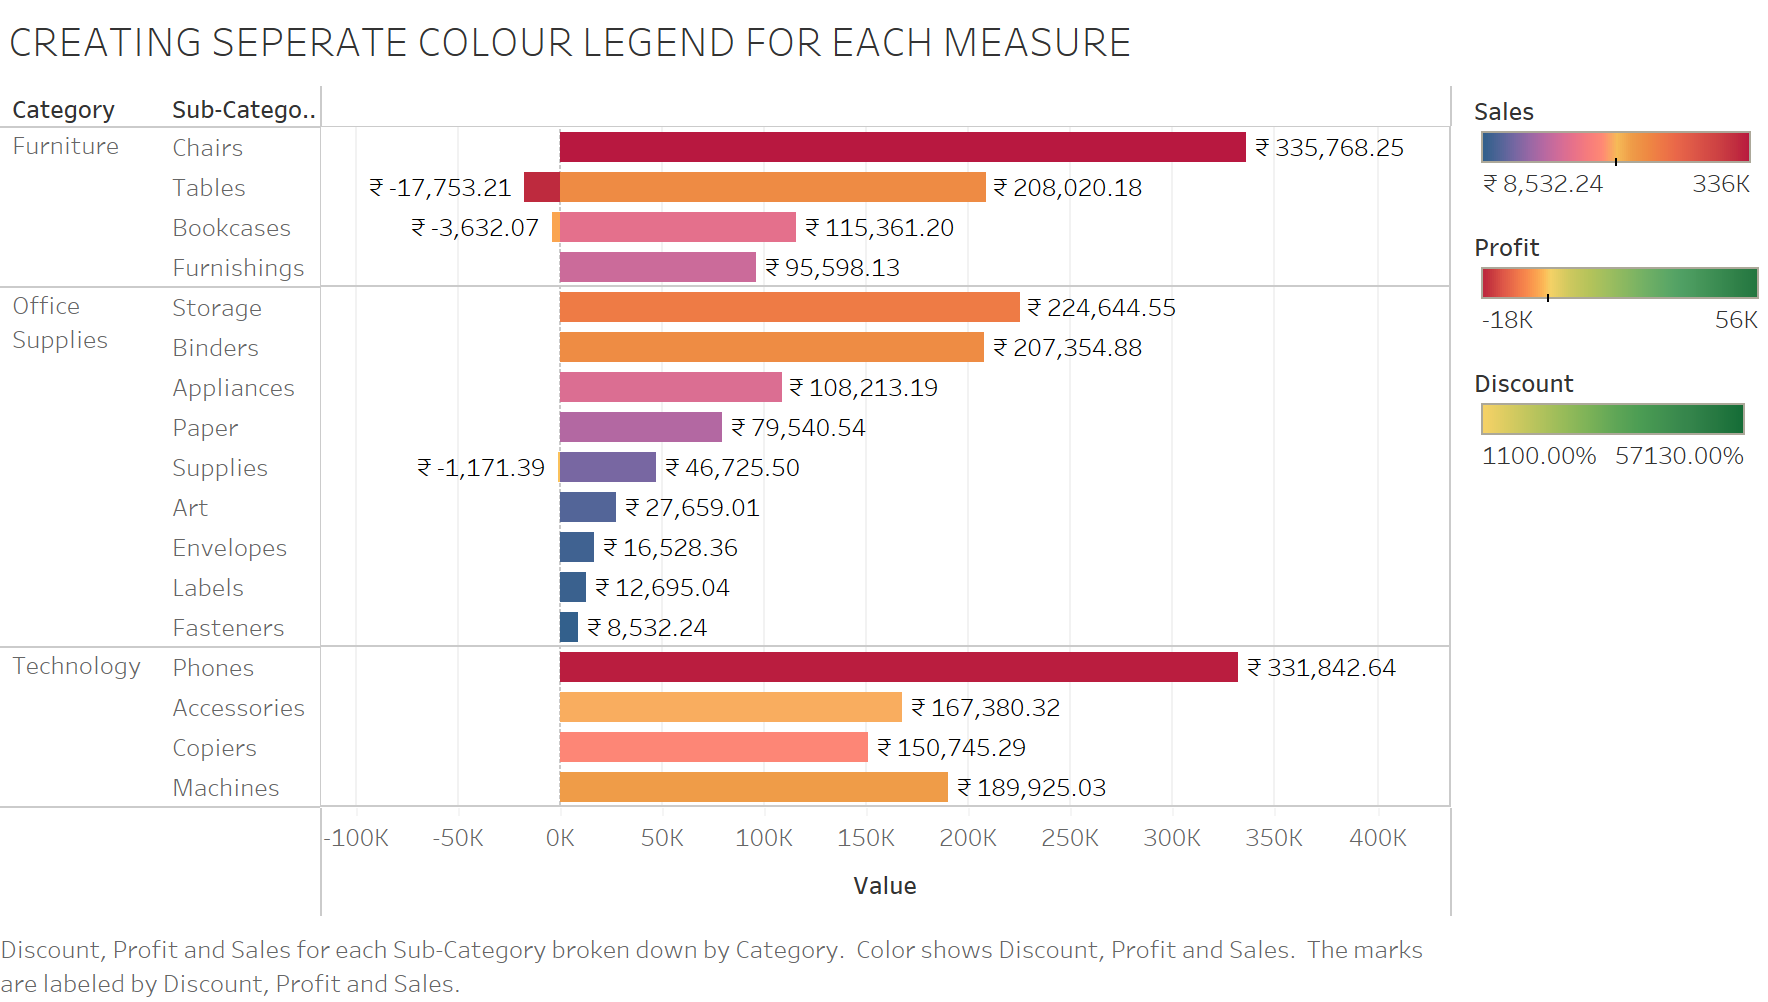 CREATING SEPERATE COLOUR LEGEND FOR EACH MEASURE
Category Sub-Catego..
Furniture Chairs ₹ 335,768.25
Tables ₹ -17,753.21 ₹ 208,020.18
Bookcases ₹ -3,632.07 ₹ 115,361.20
Furnishings ₹ 95,598.13
Office Supplies Storage ₹ 224,644.55
Binders ₹ 207,354.88
Appliances ₹ 108,213.19
Paper ₹ 79,540.54
Supplies ₹ -1,171.39 ₹ 46,725.50
Art ₹ 27,659.01
Envelopes ₹ 16,528.36
Labels ₹ 12,695.04
Fasteners ₹ 8,532.24
Technology Phones ₹ 331,842.64
Accessories ₹ 167,380.32
Copiers ₹ 150,745.29
Machines ₹ 189,925.03
-100K -50K 0K 50K 100K 150K 200K 250K 300K 350K 400K
Value
Sales
₹ 8,532.24 336K
Profit
-18K 56K
Discount
1100.00% 57130.00%
Discount, Profit and Sales for each Sub-Category broken down by Category. Color shows Discount, Profit and Sales. The marks
are labeled by Discount, Profit and Sales.